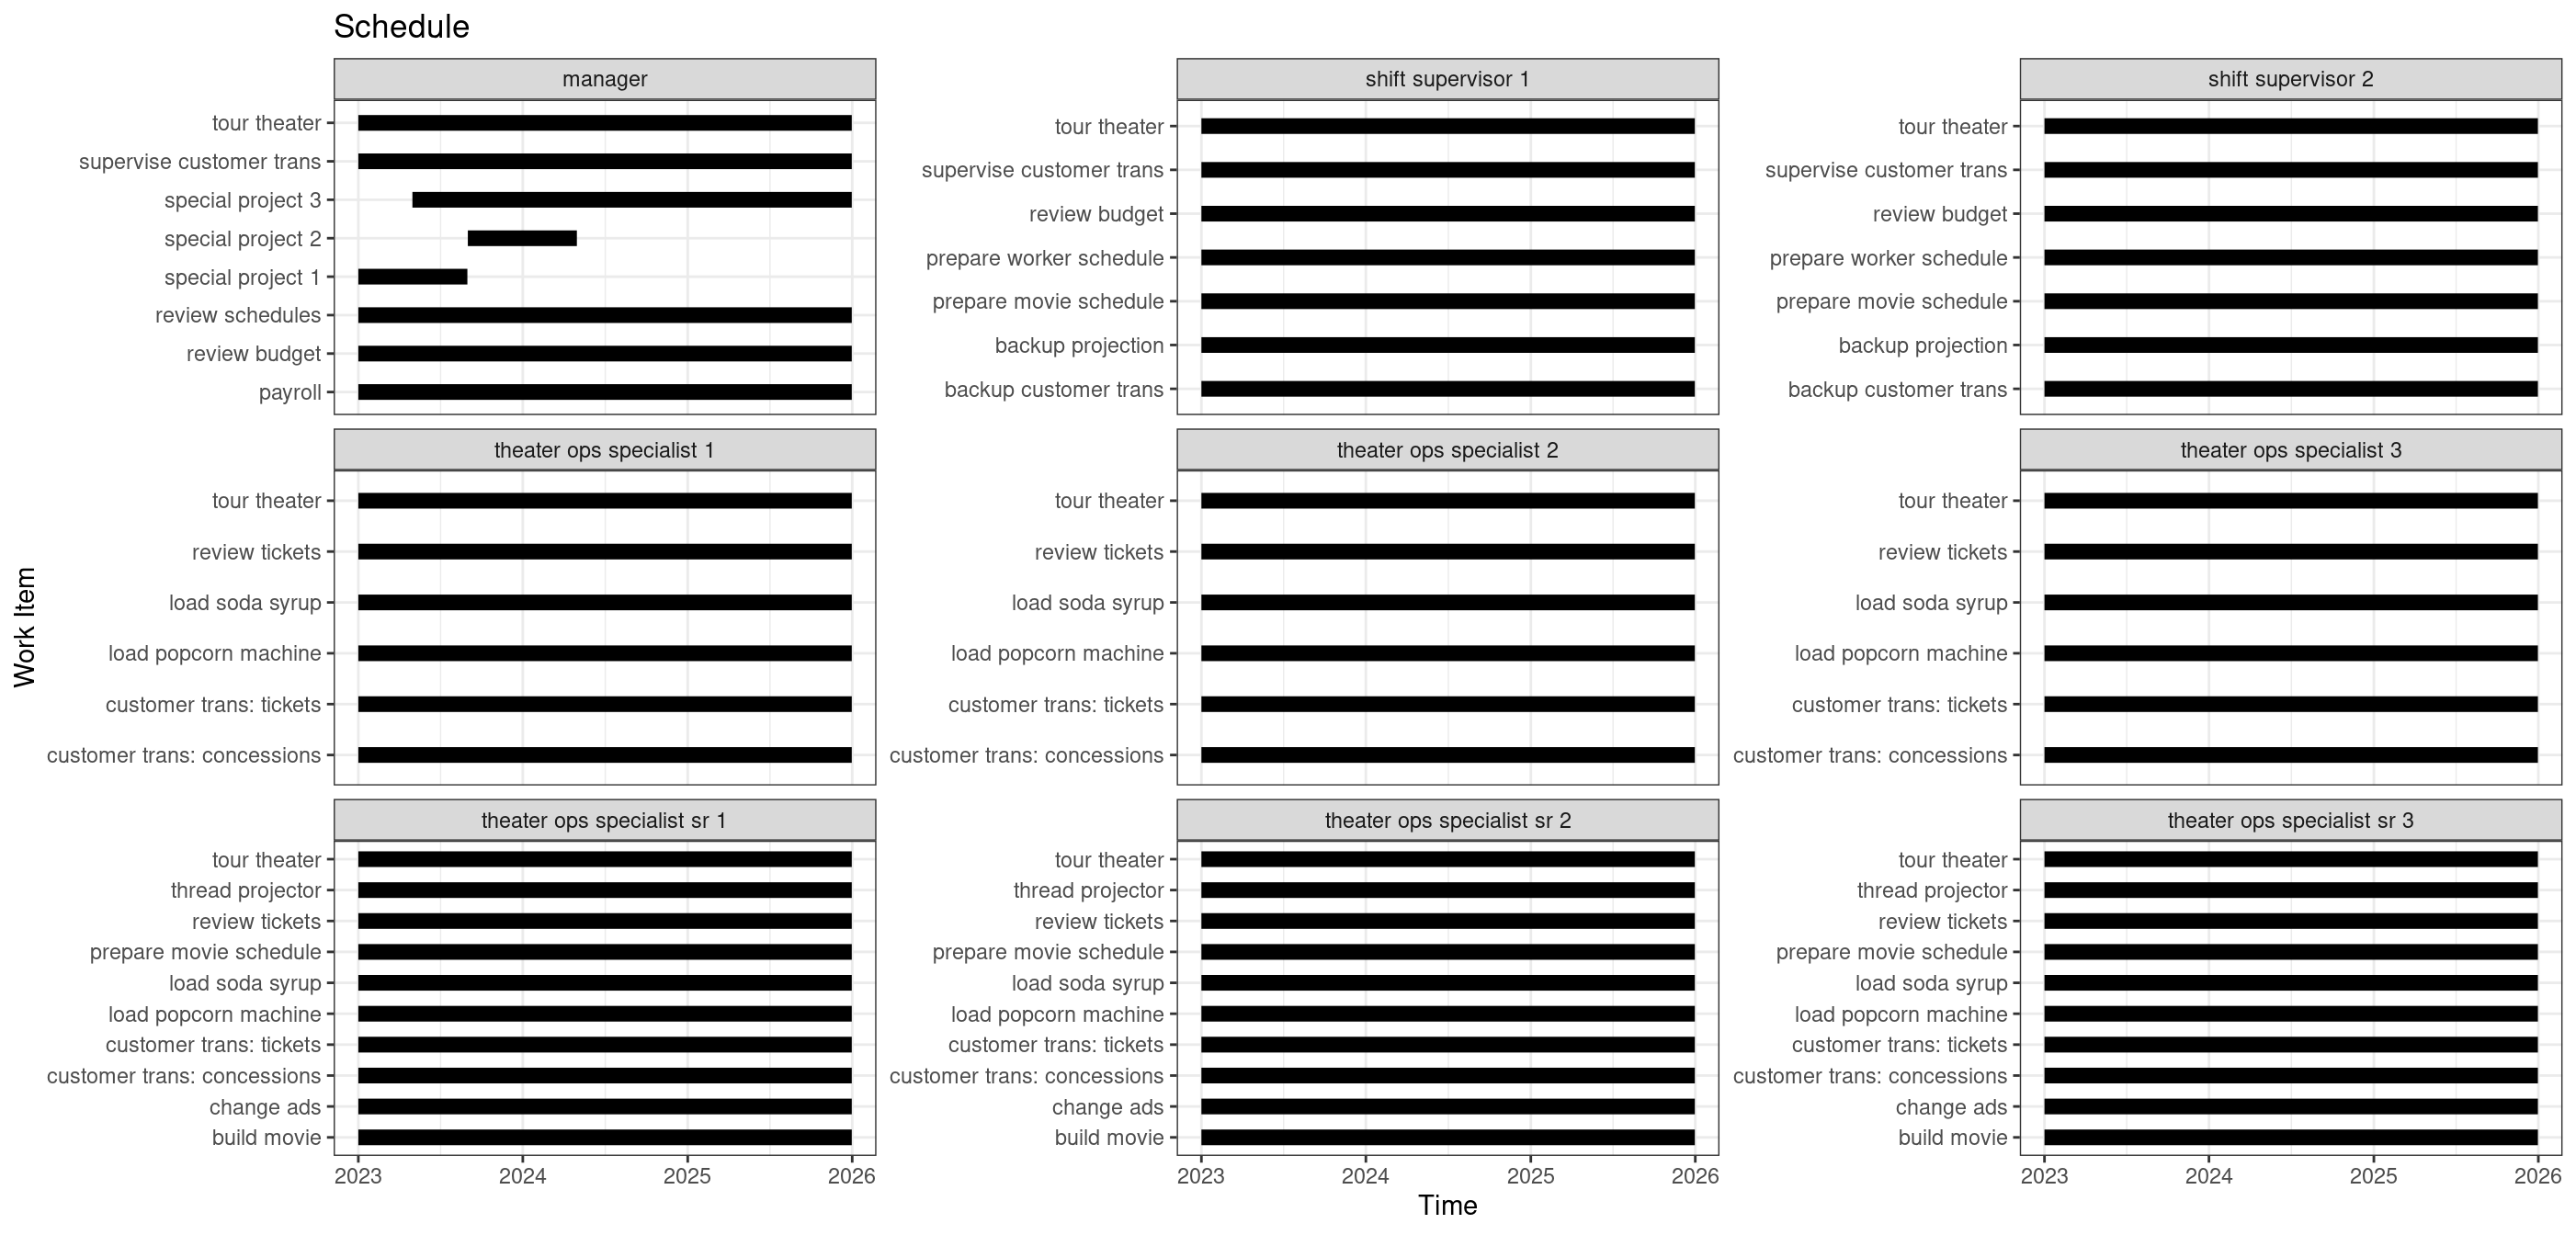 Schedule
manager
shift supervisor 1
shift supervisor 2
tour theater
supervise customer trans
special project 3
special project 2
special project 1
review schedules
review budget
payroll
tour theater
supervise customer trans
review budget
prepare worker schedule
prepare movie schedule
backup projection
backup customer trans
tour theater
supervise customer trans
review budget
prepare worker schedule
prepare movie schedule
backup projection
backup customer trans
theater ops specialist 1
theater ops specialist 2
theater ops specialist 3
tour theater
review tickets
load soda syrup
load popcorn machine
customer trans: tickets
customer trans: concessions
tour theater
review tickets
load soda syrup
load popcorn machine
customer trans: tickets
customer trans: concessions
tour theater
review tickets
load soda syrup
load popcorn machine
customer trans: tickets
customer trans: concessions
theater ops specialist sr 1
theater ops specialist sr 2
theater ops specialist sr 3
tour theater
thread projector
review tickets
prepare movie schedule
load soda syrup
load popcorn machine
customer trans: tickets
customer trans: concessions
change ads
build movie
tour theater
thread projector
review tickets
prepare movie schedule
load soda syrup
load popcorn machine
customer trans: tickets
customer trans: concessions
change ads
build movie
tour theater
thread projector
review tickets
prepare movie schedule
load soda syrup
load popcorn machine
customer trans: tickets
customer trans: concessions
change ads
build movie
2023 2024 2025 2026
2023 2024 2025 2026
2023 2024 2025 2026
Time
Work Item